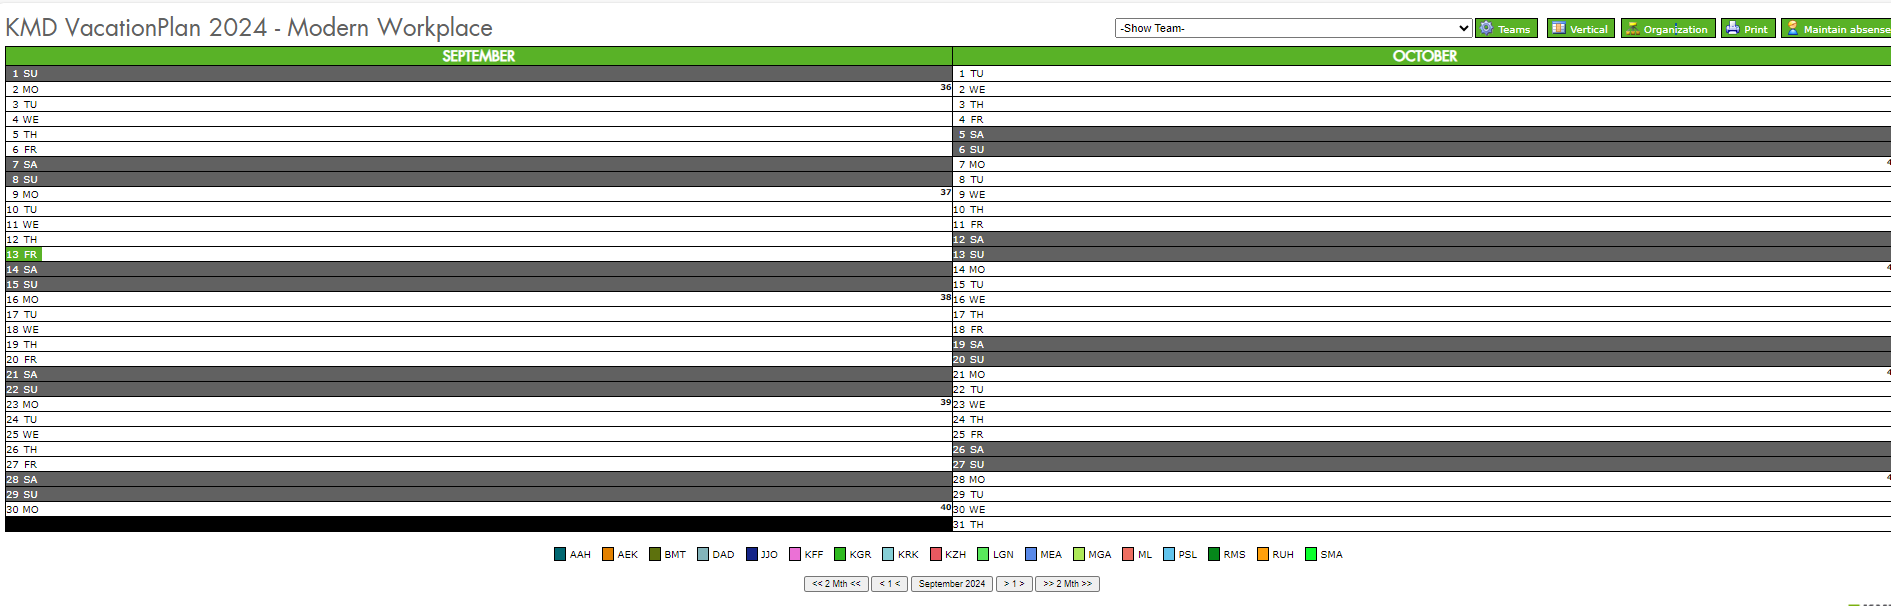 KMD VacationPlan 2024 - Modern Workplace
-Show Team-
Teams
Vertical
Organization
Print
Maintain absense
SEPTEMBER
1 SU
2 MO 36
3 TU
4 WE
5 TH
6 FR
7 SA
8 SU
9 MO 37
10 TU
11 WE
12 TH
13 FR
14 SA
15 SU
16 MO 38
17 TU
18 WE
19 TH
20 FR
21 SA
22 SU
23 MO 39
24 TU
25 WE
26 TH
27 FR
28 SA
29 SU
30 MO 40
OCTOBER
1 TU
2 WE
3 TH
4 FR
5 SA
6 SU
7 MO 4
8 TU
9 WE
10 TH
11 FR
12 SA
13 SU
14 MO 4
15 TU
16 WE
17 TH
18 FR
19 SA
20 SU
21 MO 4
22 TU
23 WE
24 TH
25 FR
26 SA
27 SU
28 MO 4
29 TU
30 WE
31 TH
AAH AEK BMT DAD JJO KFF KGR KRK KZH LGN MEA MGA ML PSL RMS RUH SMA
<< 2 Mth << < 1 < September 2024 > 1 > >> 2 Mth >>